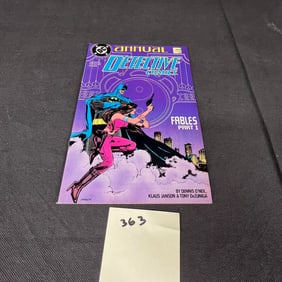 DC
ANNUAL
DETECTIVE
COMICS
FABLES
PART 1
BY DENNIS O'NEIL,
KLAUS JANSON & TONY DeZUNIGA
363